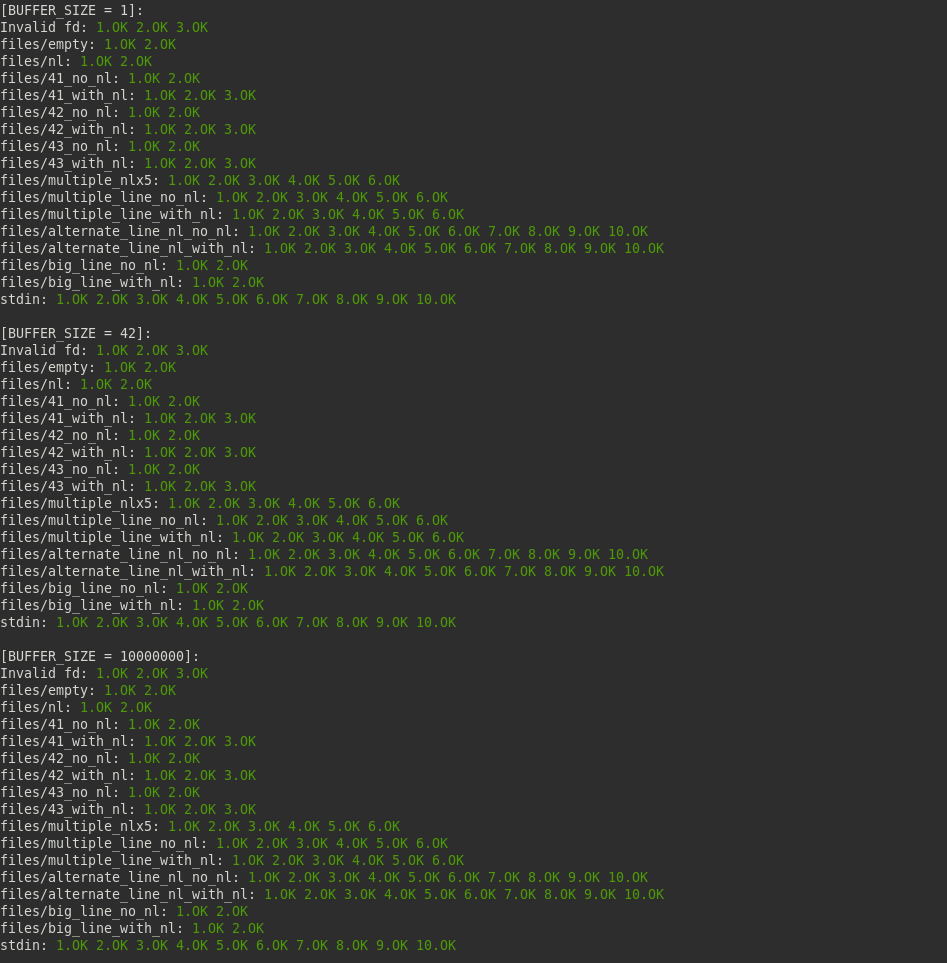 [BUFFER_SIZE = 1]:
Invalid fd: 1.OK 2.OK 3.OK
files/empty: 1.OK 2.OK
files/nl: 1.OK 2.OK
files/41_no_nl: 1.OK 2.OK
files/41_with_nl: 1.OK 2.OK 3.OK
files/42_no_nl: 1.OK 2.OK
files/42_with_nl: 1.OK 2.OK 3.OK
files/43_no_nl: 1.OK 2.OK
files/43_with_nl: 1.OK 2.OK 3.OK
files/multiple_nlx5: 1.OK 2.OK 3.OK 4.OK 5.OK 6.OK
files/multiple_line_no_nl: 1.OK 2.OK 3.OK 4.OK 5.OK 6.OK
files/multiple_line_with_nl: 1.OK 2.OK 3.OK 4.OK 5.OK 6.OK
files/alternate_line_nl_no_nl: 1.OK 2.OK 3.OK 4.OK 5.OK 6.OK 7.OK 8.OK 9.OK 10.OK
files/alternate_line_nl_with_nl: 1.OK 2.OK 3.OK 4.OK 5.OK 6.OK 7.OK 8.OK 9.OK 10.OK
files/big_line_no_nl: 1.OK 2.OK
files/big_line_with_nl: 1.OK 2.OK
stdin: 1.OK 2.OK 3.OK 4.OK 5.OK 6.OK 7.OK 8.OK 9.OK 10.OK

[BUFFER_SIZE = 42]:
Invalid fd: 1.OK 2.OK 3.OK
files/empty: 1.OK 2.OK
files/nl: 1.OK 2.OK
files/41_no_nl: 1.OK 2.OK
files/41_with_nl: 1.OK 2.OK 3.OK
files/42_no_nl: 1.OK 2.OK
files/42_with_nl: 1.OK 2.OK 3.OK
files/43_no_nl: 1.OK 2.OK
files/43_with_nl: 1.OK 2.OK 3.OK
files/multiple_nlx5: 1.OK 2.OK 3.OK 4.OK 5.OK 6.OK
files/multiple_line_no_nl: 1.OK 2.OK 3.OK 4.OK 5.OK 6.OK
files/multiple_line_with_nl: 1.OK 2.OK 3.OK 4.OK 5.OK 6.OK
files/alternate_line_nl_no_nl: 1.OK 2.OK 3.OK 4.OK 5.OK 6.OK 7.OK 8.OK 9.OK 10.OK
files/alternate_line_nl_with_nl: 1.OK 2.OK 3.OK 4.OK 5.OK 6.OK 7.OK 8.OK 9.OK 10.OK
files/big_line_no_nl: 1.OK 2.OK
files/big_line_with_nl: 1.OK 2.OK
stdin: 1.OK 2.OK 3.OK 4.OK 5.OK 6.OK 7.OK 8.OK 9.OK 10.OK

[BUFFER_SIZE = 10000000]:
Invalid fd: 1.OK 2.OK 3.OK
files/empty: 1.OK 2.OK
files/nl: 1.OK 2.OK
files/41_no_nl: 1.OK 2.OK
files/41_with_nl: 1.OK 2.OK 3.OK
files/42_no_nl: 1.OK 2.OK
files/42_with_nl: 1.OK 2.OK 3.OK
files/43_no_nl: 1.OK 2.OK
files/43_with_nl: 1.OK 2.OK 3.OK
files/multiple_nlx5: 1.OK 2.OK 3.OK 4.OK 5.OK 6.OK
files/multiple_line_no_nl: 1.OK 2.OK 3.OK 4.OK 5.OK 6.OK
files/multiple_line_with_nl: 1.OK 2.OK 3.OK 4.OK 5.OK 6.OK
files/alternate_line_nl_no_nl: 1.OK 2.OK 3.OK 4.OK 5.OK 6.OK 7.OK 8.OK 9.OK 10.OK
files/alternate_line_nl_with_nl: 1.OK 2.OK 3.OK 4.OK 5.OK 6.OK 7.OK 8.OK 9.OK 10.OK
files/big_line_no_nl: 1.OK 2.OK
files/big_line_with_nl: 1.OK 2.OK
stdin: 1.OK 2.OK 3.OK 4.OK 5.OK 6.OK 7.OK 8.OK 9.OK 10.OK